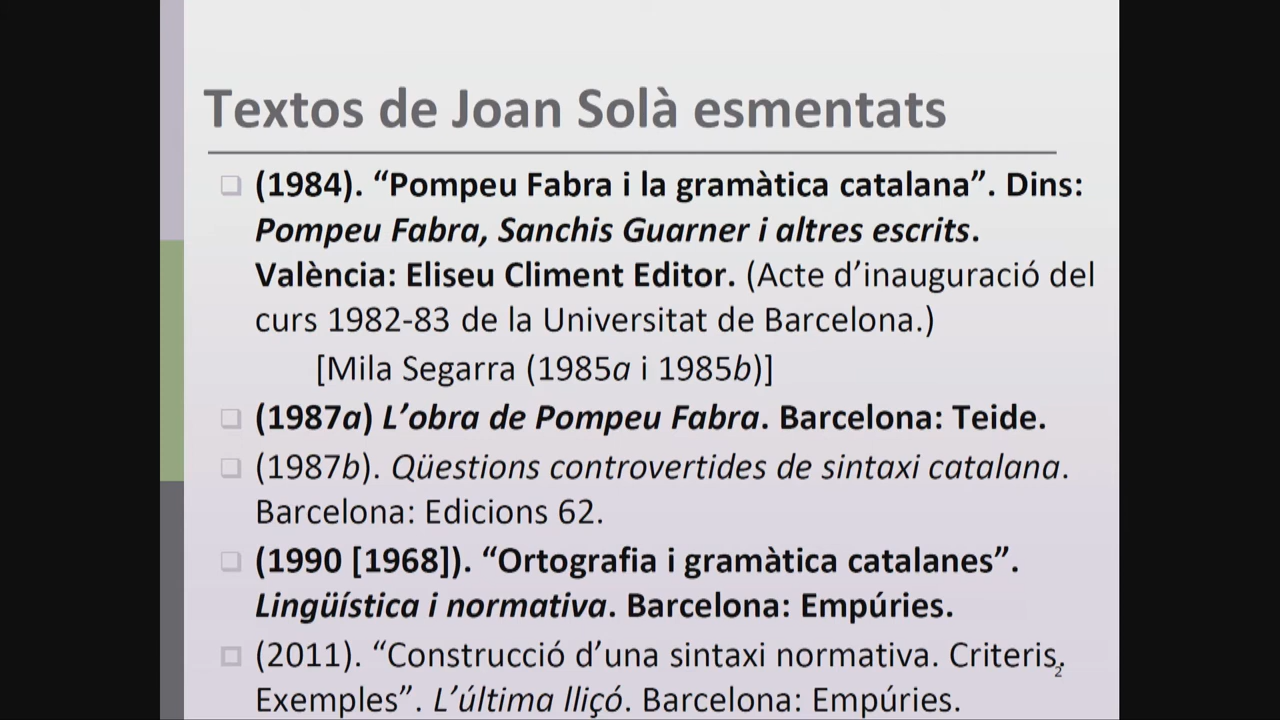 Textos de Joan Solà esmentats
(1984). “Pompeu Fabra i la gramàtica catalana”. Dins:
Pompeu Fabra, Sanchis Guarner i altres escrits.
València: Eliseu Climent Editor. (Acte d’inauguració del
curs 1982-83 de la Universitat de Barcelona.)
[Mila Segarra (1985a i 1985b)]
(1987a) L’obra de Pompeu Fabra. Barcelona: Teide.
(1987b). Qüestions controvertides de sintaxi catalana.
Barcelona: Edicions 62.
(1990 [1968]). “Ortografia i gramàtica catalanes”.
Lingüística i normativa. Barcelona: Empúries.
(2011). “Construcció d’una sintaxi normativa. Criteris.
2
Exemples”. L’última lliçó. Barcelona: Empúries.